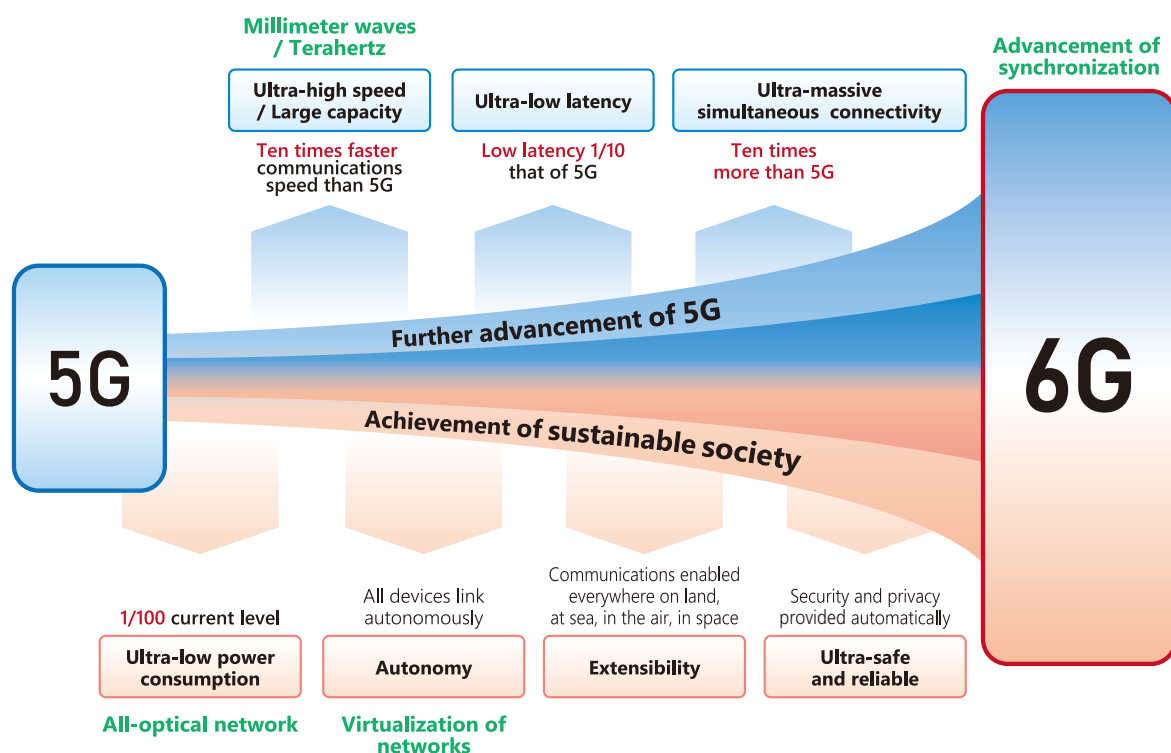 Millimeter waves
/ Terahertz
Advancement of
synchronization
Ultra-high speed
/ Large capacity
Ultra-low latency
Ultra-massive
simultaneous connectivity
Ten times faster
communications
speed than 5G
Low latency 1/10
that of 5G
Ten times
more than 5G
Further advancement of 5G
5G
6G
Achievement of sustainable society
1/100 current level
All devices link
autonomously
Communications enabled
everywhere on land,
at sea, in the air, in space
Security and privacy
provided automatically
Ultra-low power
consumption
Autonomy
Extensibility
Ultra-safe
and reliable
All-optical network
Virtualization of
networks